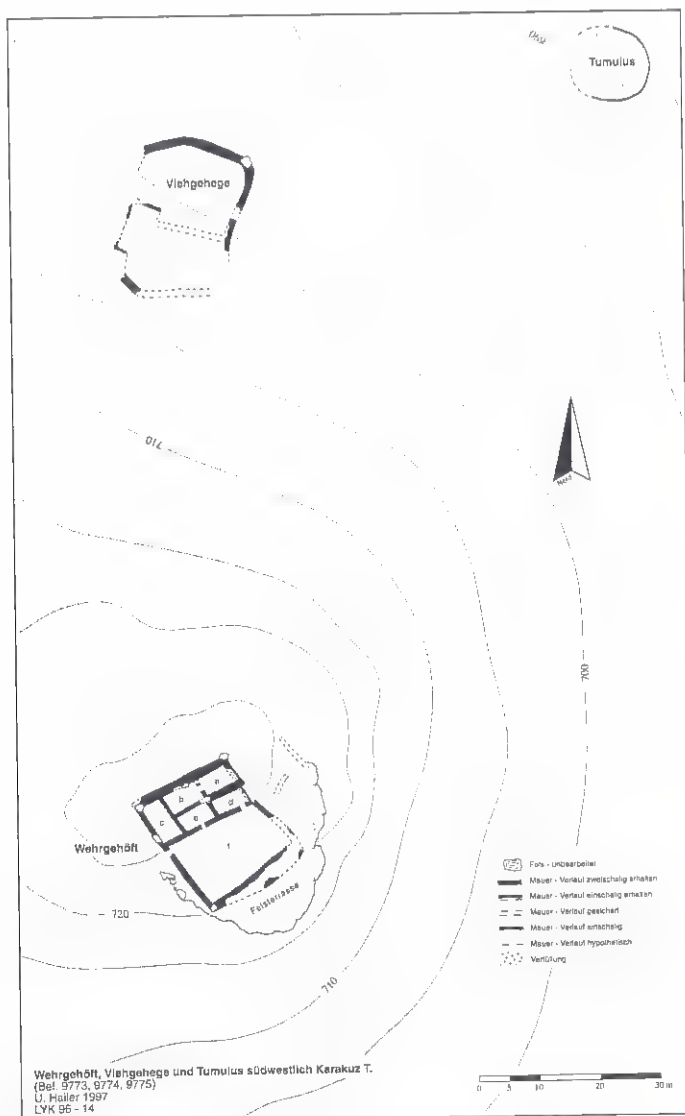 690
Tumulus
Viehgehege
710
Nord
700
a
b
c
d
e
f
Wehrgehöft
Felsterrasse
720
710
Fels - unbearbeitet
Mauer - Verlauf zweischalig erhalten
Mauer - Verlauf einschalig erhalten
Mauer - Verlauf gesichert
Mauer - Verlauf einschalig
Mauer - Verlauf hypothetisch
Verfüllung
Wehrgehöft, Viehgehege und Tumulus südwestlich Karakuz T.
(Bef. 9773, 9774, 9775)
U. Hailer 1997
LYK 96 - 14
0 5 10 20 30 m